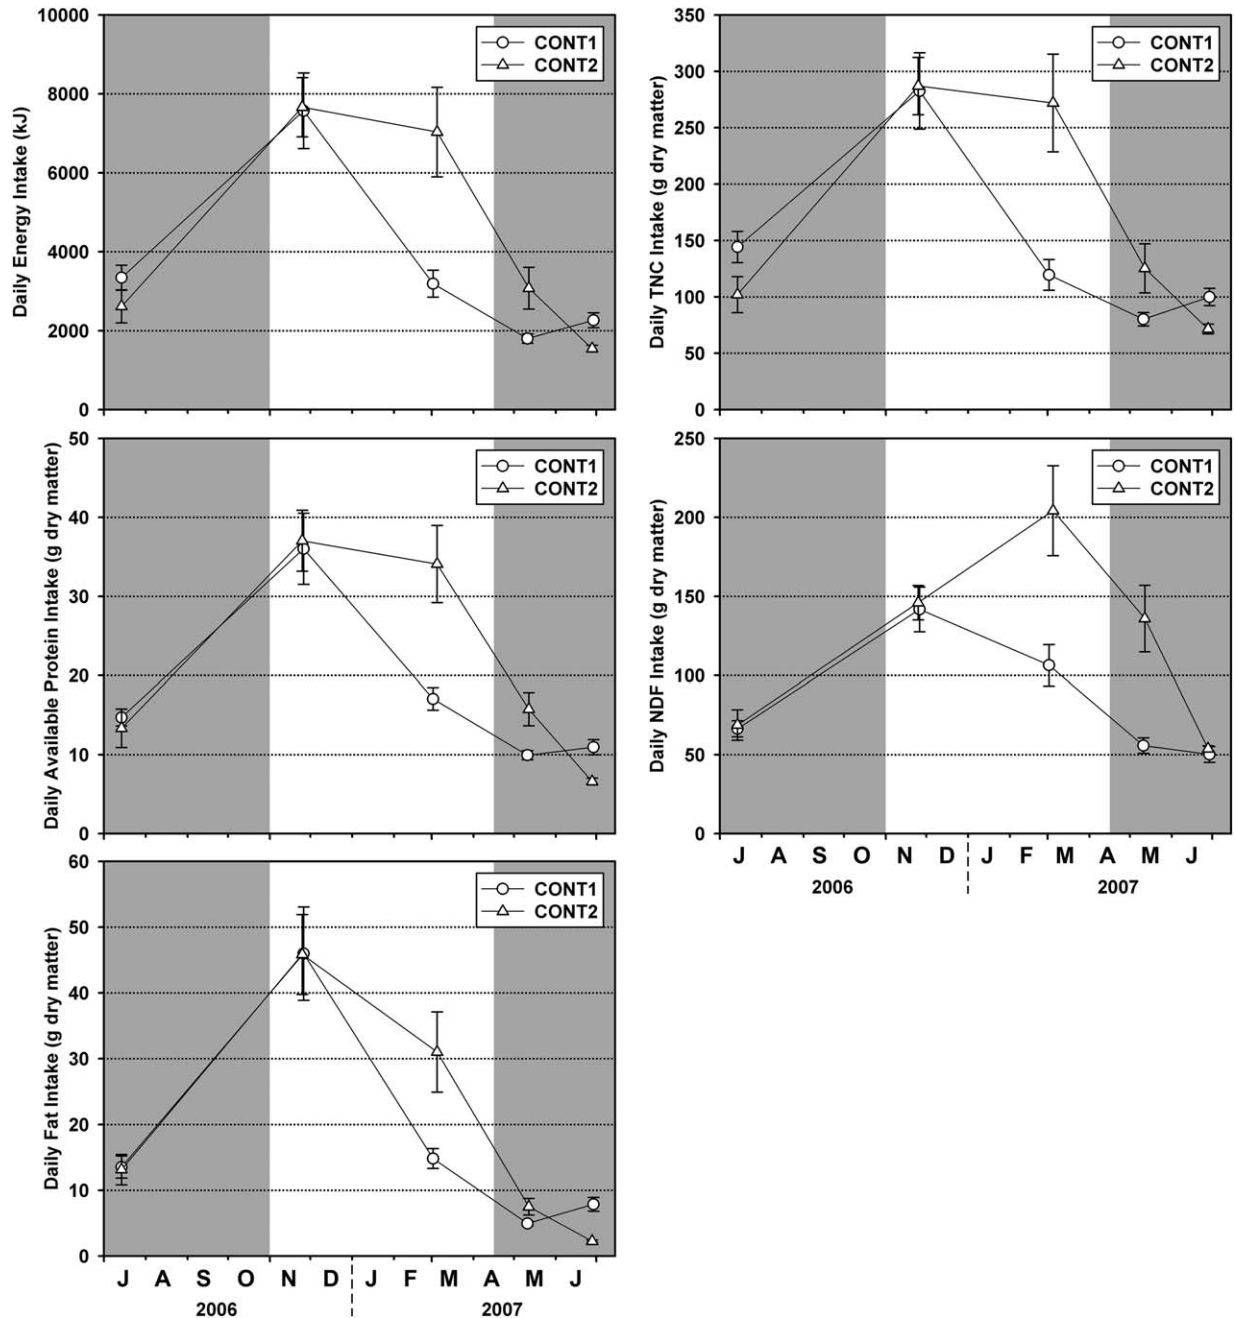 Daily Energy Intake (kJ)
10000
8000
6000
4000
2000
0
CONT1
CONT2
Daily TNC Intake (g dry matter)
350
300
250
200
150
100
50
0
CONT1
CONT2
Daily Available Protein Intake (g dry matter)
50
40
30
20
10
0
CONT1
CONT2
Daily NDF Intake (g dry matter)
250
200
150
100
50
0
CONT1
CONT2
J A S O N D J F M A M J
2006 2007
Daily Fat Intake (g dry matter)
60
50
40
30
20
10
0
CONT1
CONT2
J A S O N D J F M A M J
2006 2007